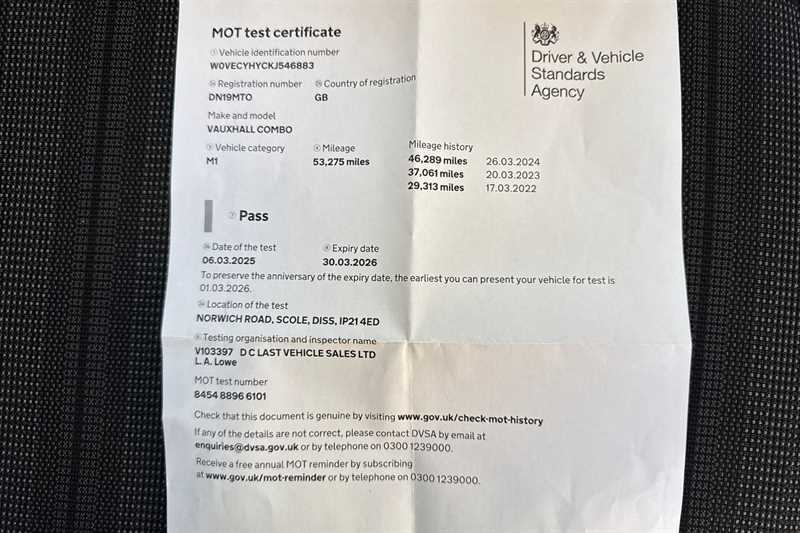 MOT test certificate
Driver & Vehicle
Standards
Agency
Vehicle identification number
W0VECYHYCKJ546883
Registration number Country of registration
DN19MTO GB
Make and model
VAUXHALL COMBO
Vehicle category Mileage Mileage history
M1 53,275 miles 46,289 miles 26.03.2024
37,061 miles 20.03.2023
29,313 miles 17.03.2022
Pass
Date of the test Expiry date
06.03.2025 30.03.2026
To preserve the anniversary of the expiry date, the earliest you can present your vehicle for test is
01.03.2026.
Location of the test
NORWICH ROAD, SCOLE, DISS, IP21 4ED
Testing organisation and inspector name
V103397 D C LAST VEHICLE SALES LTD
L. A. Lowe
MOT test number
8454 8896 6101
Check that this document is genuine by visiting www.gov.uk/check-mot-history
If any of the details are not correct, please contact DVSA by email at
enquiries@dvsa.gov.uk or by telephone on 0300 1239000.
Receive a free annual MOT reminder by subscribing
at www.gov.uk/mot-reminder or by telephone on 0300 1239000.